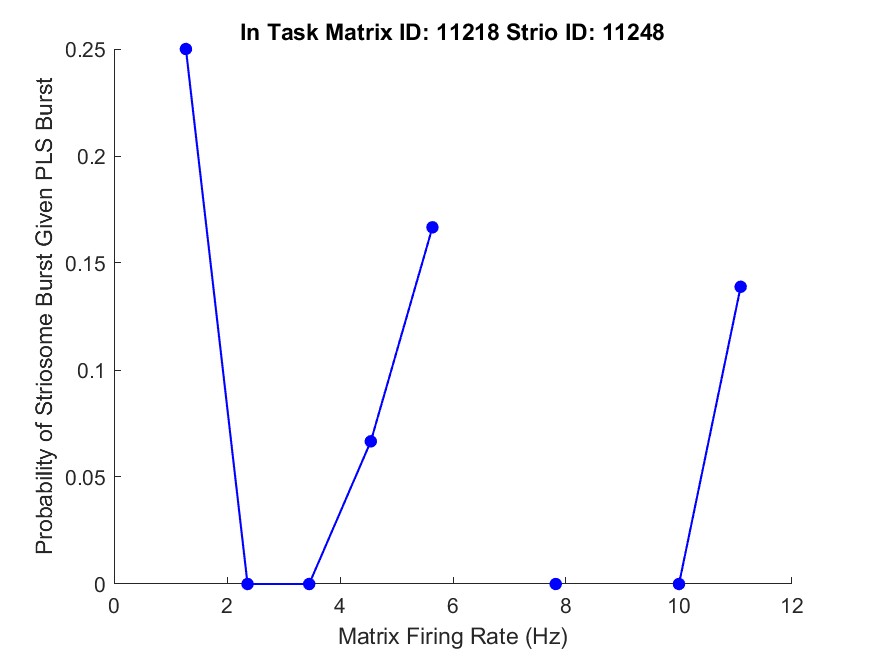 In Task Matrix ID: 11218 Strio ID: 11248
Probability of Striosome Burst Given PLS Burst
0.25
0.2
0.15
0.1
0.05
0
0 2 4 6 8 10 12
Matrix Firing Rate (Hz)